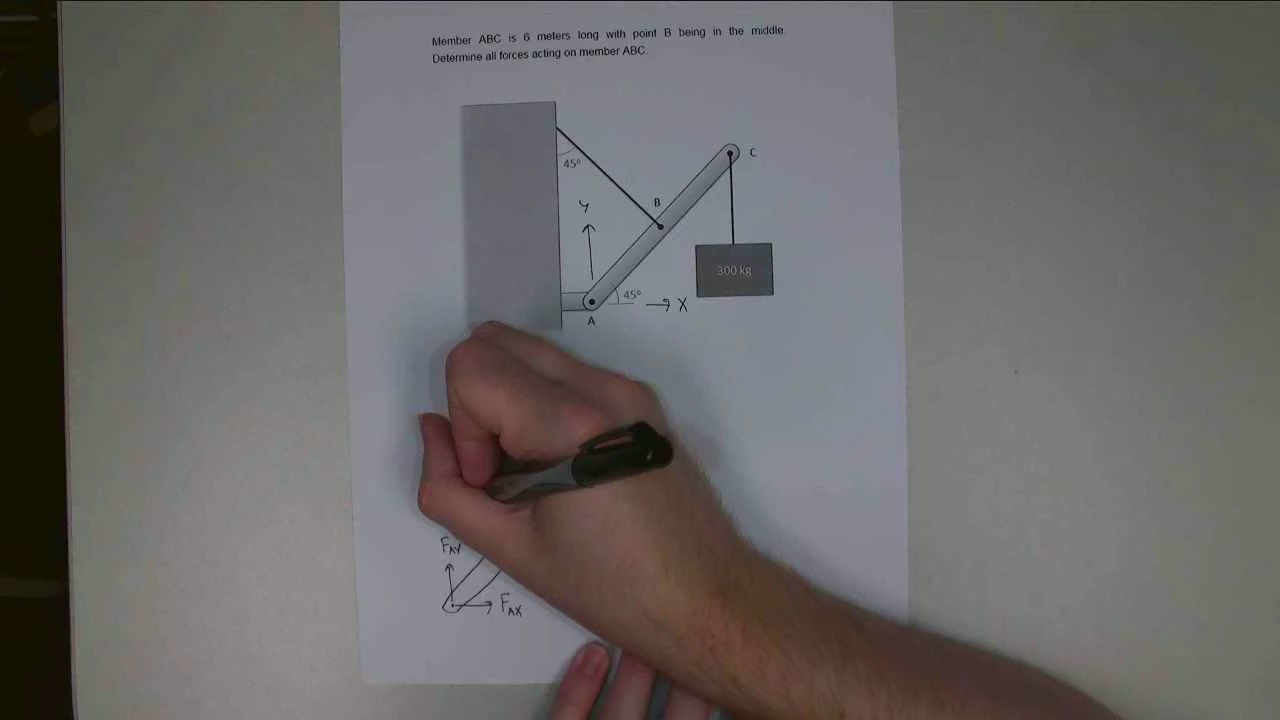 Member ABC is 6 meters long with point B being in the middle.
Determine all forces acting on member ABC.
C
45°
B
Y
300 kg
45°
X
A
FAY
FAX